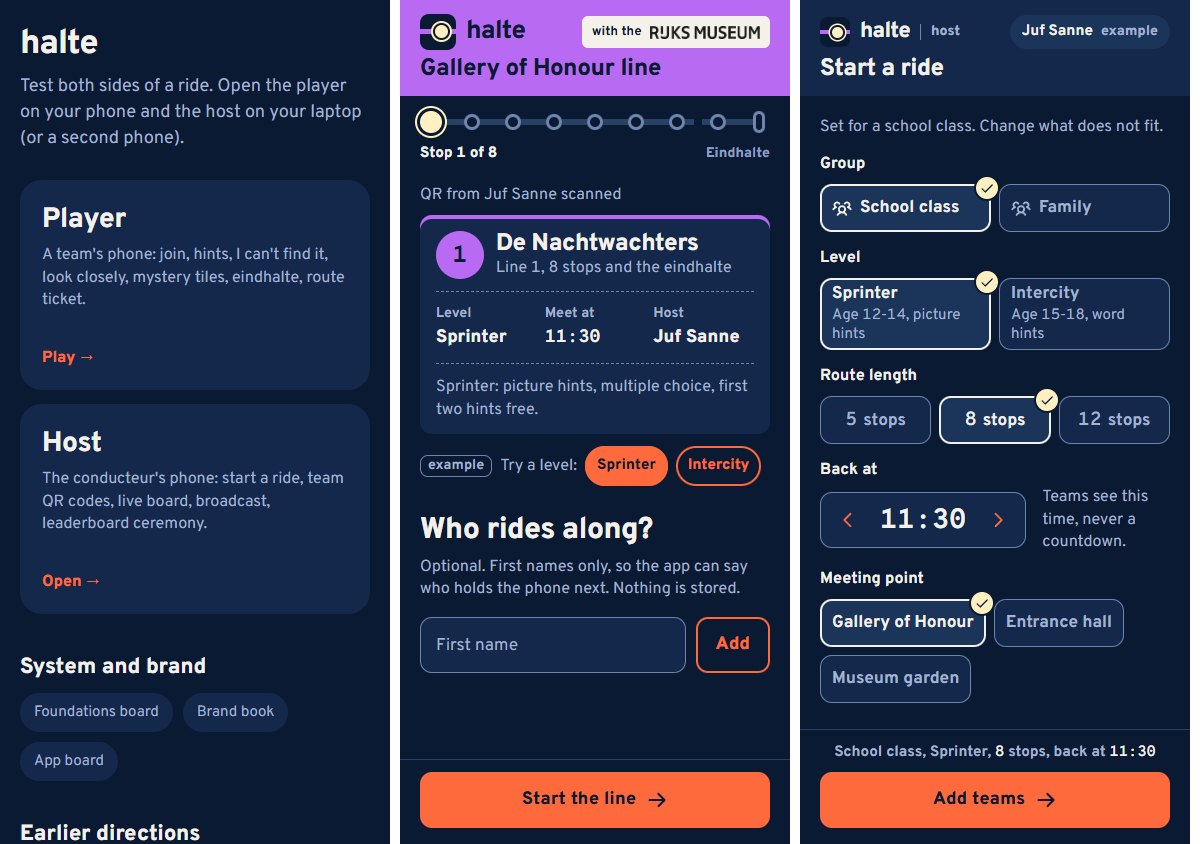 halte
Test both sides of a ride. Open the player
on your phone and the host on your laptop
(or a second phone).
Player
A team's phone: join, hints, I can't find it,
look closely, mystery tiles, eindhalte, route
ticket.
Play →
Host
The conducteur's phone: start a ride, team
QR codes, live board, broadcast,
leaderboard ceremony.
Open →
System and brand
Foundations board
Brand book
App board
Earlier directions
halte
with the RIJKS MUSEUM
Gallery of Honour line
Stop 1 of 8
Eindhalte
QR from Juf Sanne scanned
1
De Nachtwachters
Line 1, 8 stops and the eindhalte
Level
Meet at
Host
Sprinter
11:30
Juf Sanne
Sprinter: picture hints, multiple choice, first
two hints free.
example
Try a level:
Sprinter
Intercity
Who rides along?
Optional. First names only, so the app can say
who holds the phone next. Nothing is stored.
First name
Add
Start the line →
halte | host
Juf Sanne example
Start a ride
Set for a school class. Change what does not fit.
Group
School class
Family
Level
Sprinter
Age 12-14, picture
hints
Intercity
Age 15-18, word
hints
Route length
5 stops
8 stops
12 stops
Back at
11:30
Teams see this
time, never a
countdown.
Meeting point
Gallery of Honour
Entrance hall
Museum garden
School class, Sprinter, 8 stops, back at 11:30
Add teams →